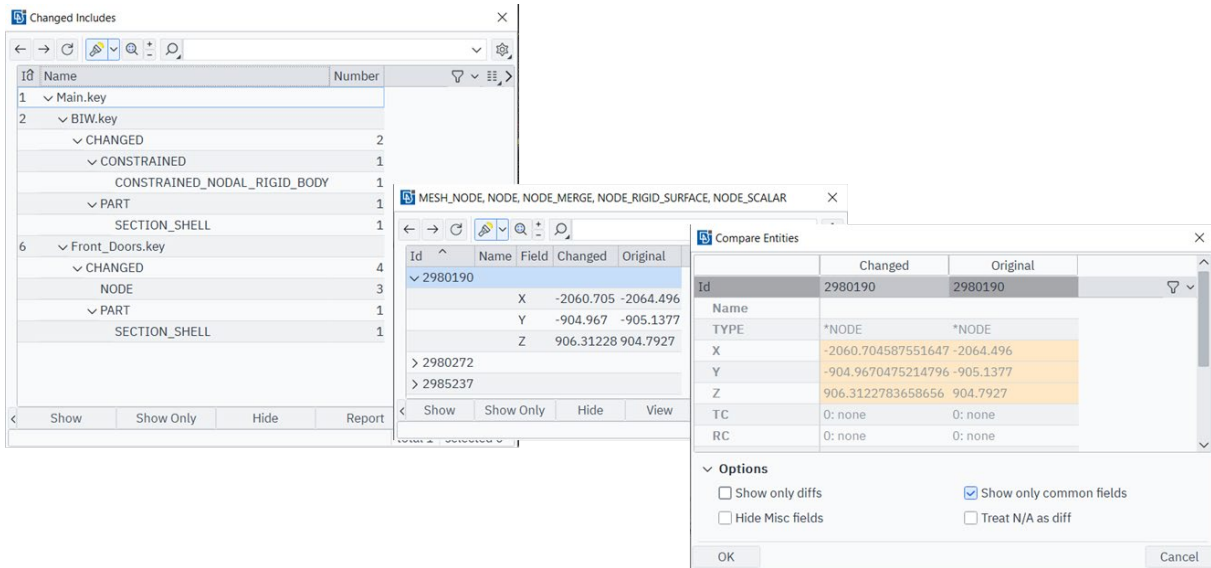 Changed Includes
Id Name Number
1 Main.key
2 BIW.key
CHANGED 2
CONSTRAINED 1
CONSTRAINED_NODAL_RIGID_BODY 1
PART 1
SECTION_SHELL 1
6 Front_Doors.key
CHANGED 4
NODE 3
PART 1
SECTION_SHELL 1
Show Show Only Hide Report
MESH_NODE, NODE, NODE_MERGE, NODE_RIGID_SURFACE, NODE_SCALAR
Id Name Field Changed Original
2980190
X -2060.705 -2064.496
Y -904.967 -905.1377
Z 906.31228 904.7927
2980272
2985237
Show Show Only Hide View
Compare Entities
Changed Original
Id 2980190 2980190
Name
TYPE *NODE *NODE
X -2060.704587551647 -2064.496
Y -904.9670475214796 -905.1377
Z 906.3122783658656 904.7927
TC 0: none 0: none
RC 0: none 0: none
Options
Show only diffs Show only common fields
Hide Misc fields Treat N/A as diff
OK Cancel